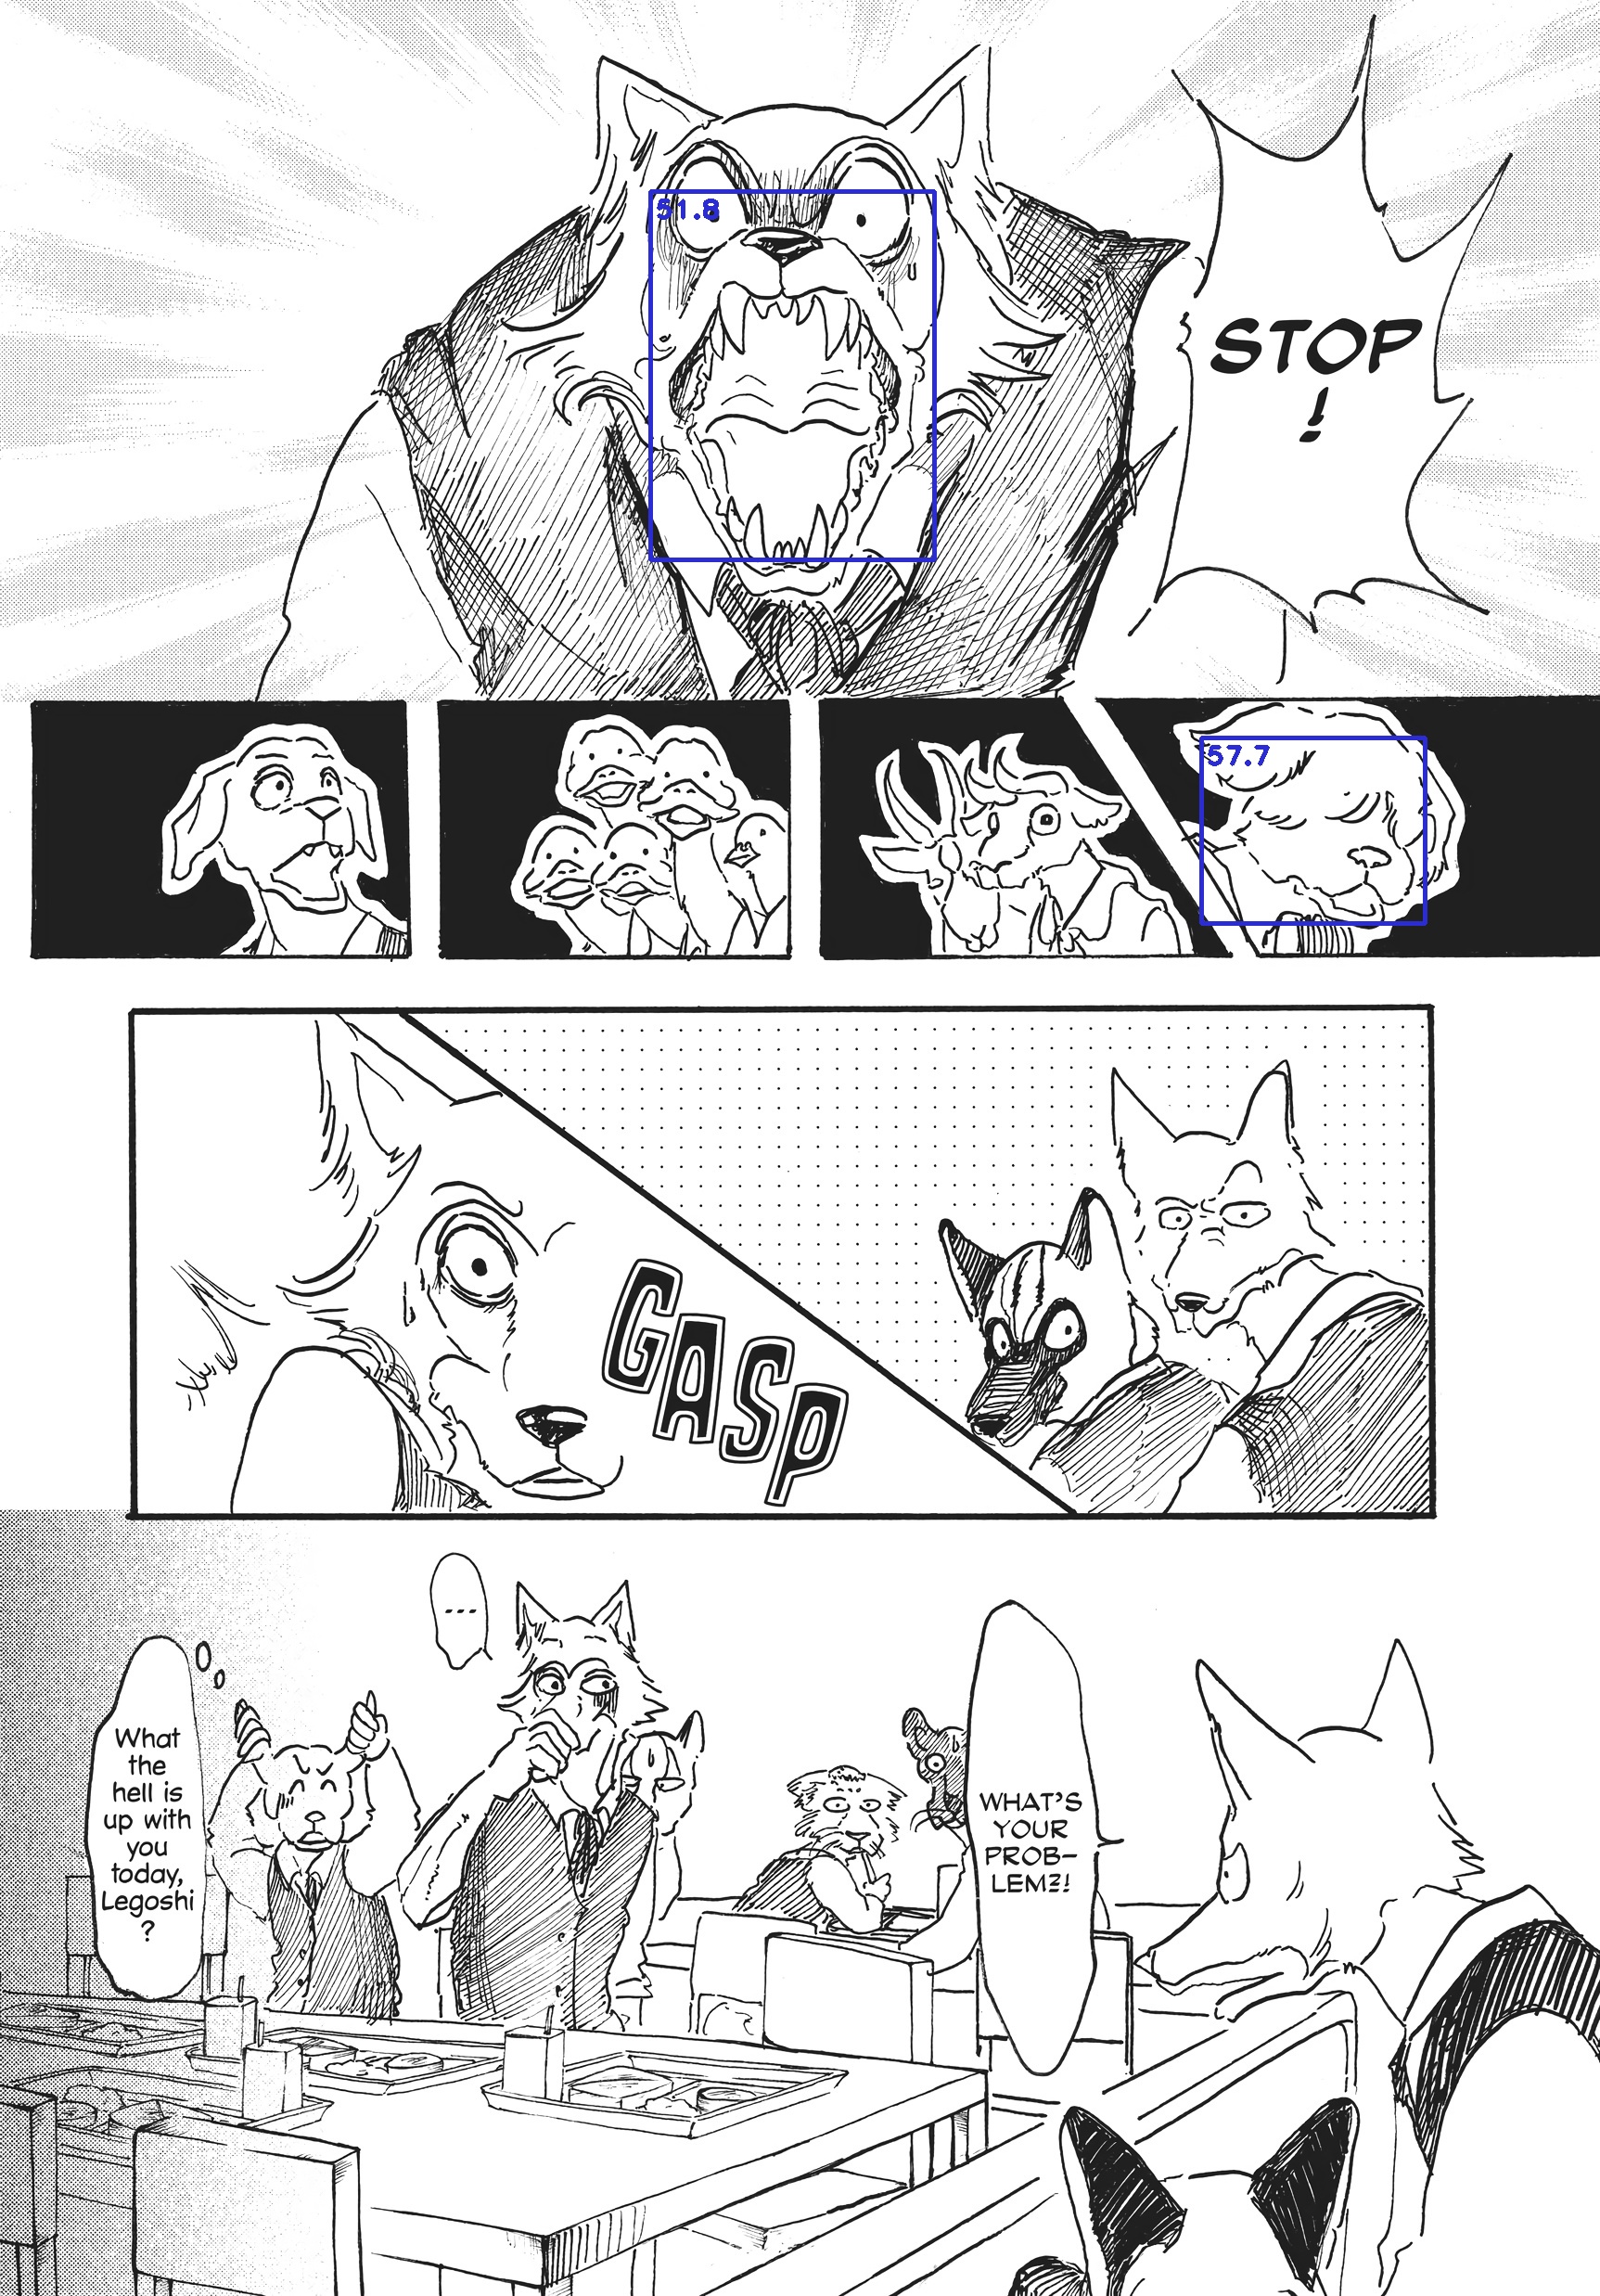 STOP
!
51.8
57.7
GASP
...
What
the
hell is
up with
you
today,
Legoshi
?
WHAT'S
YOUR
PROB-
LEM?!